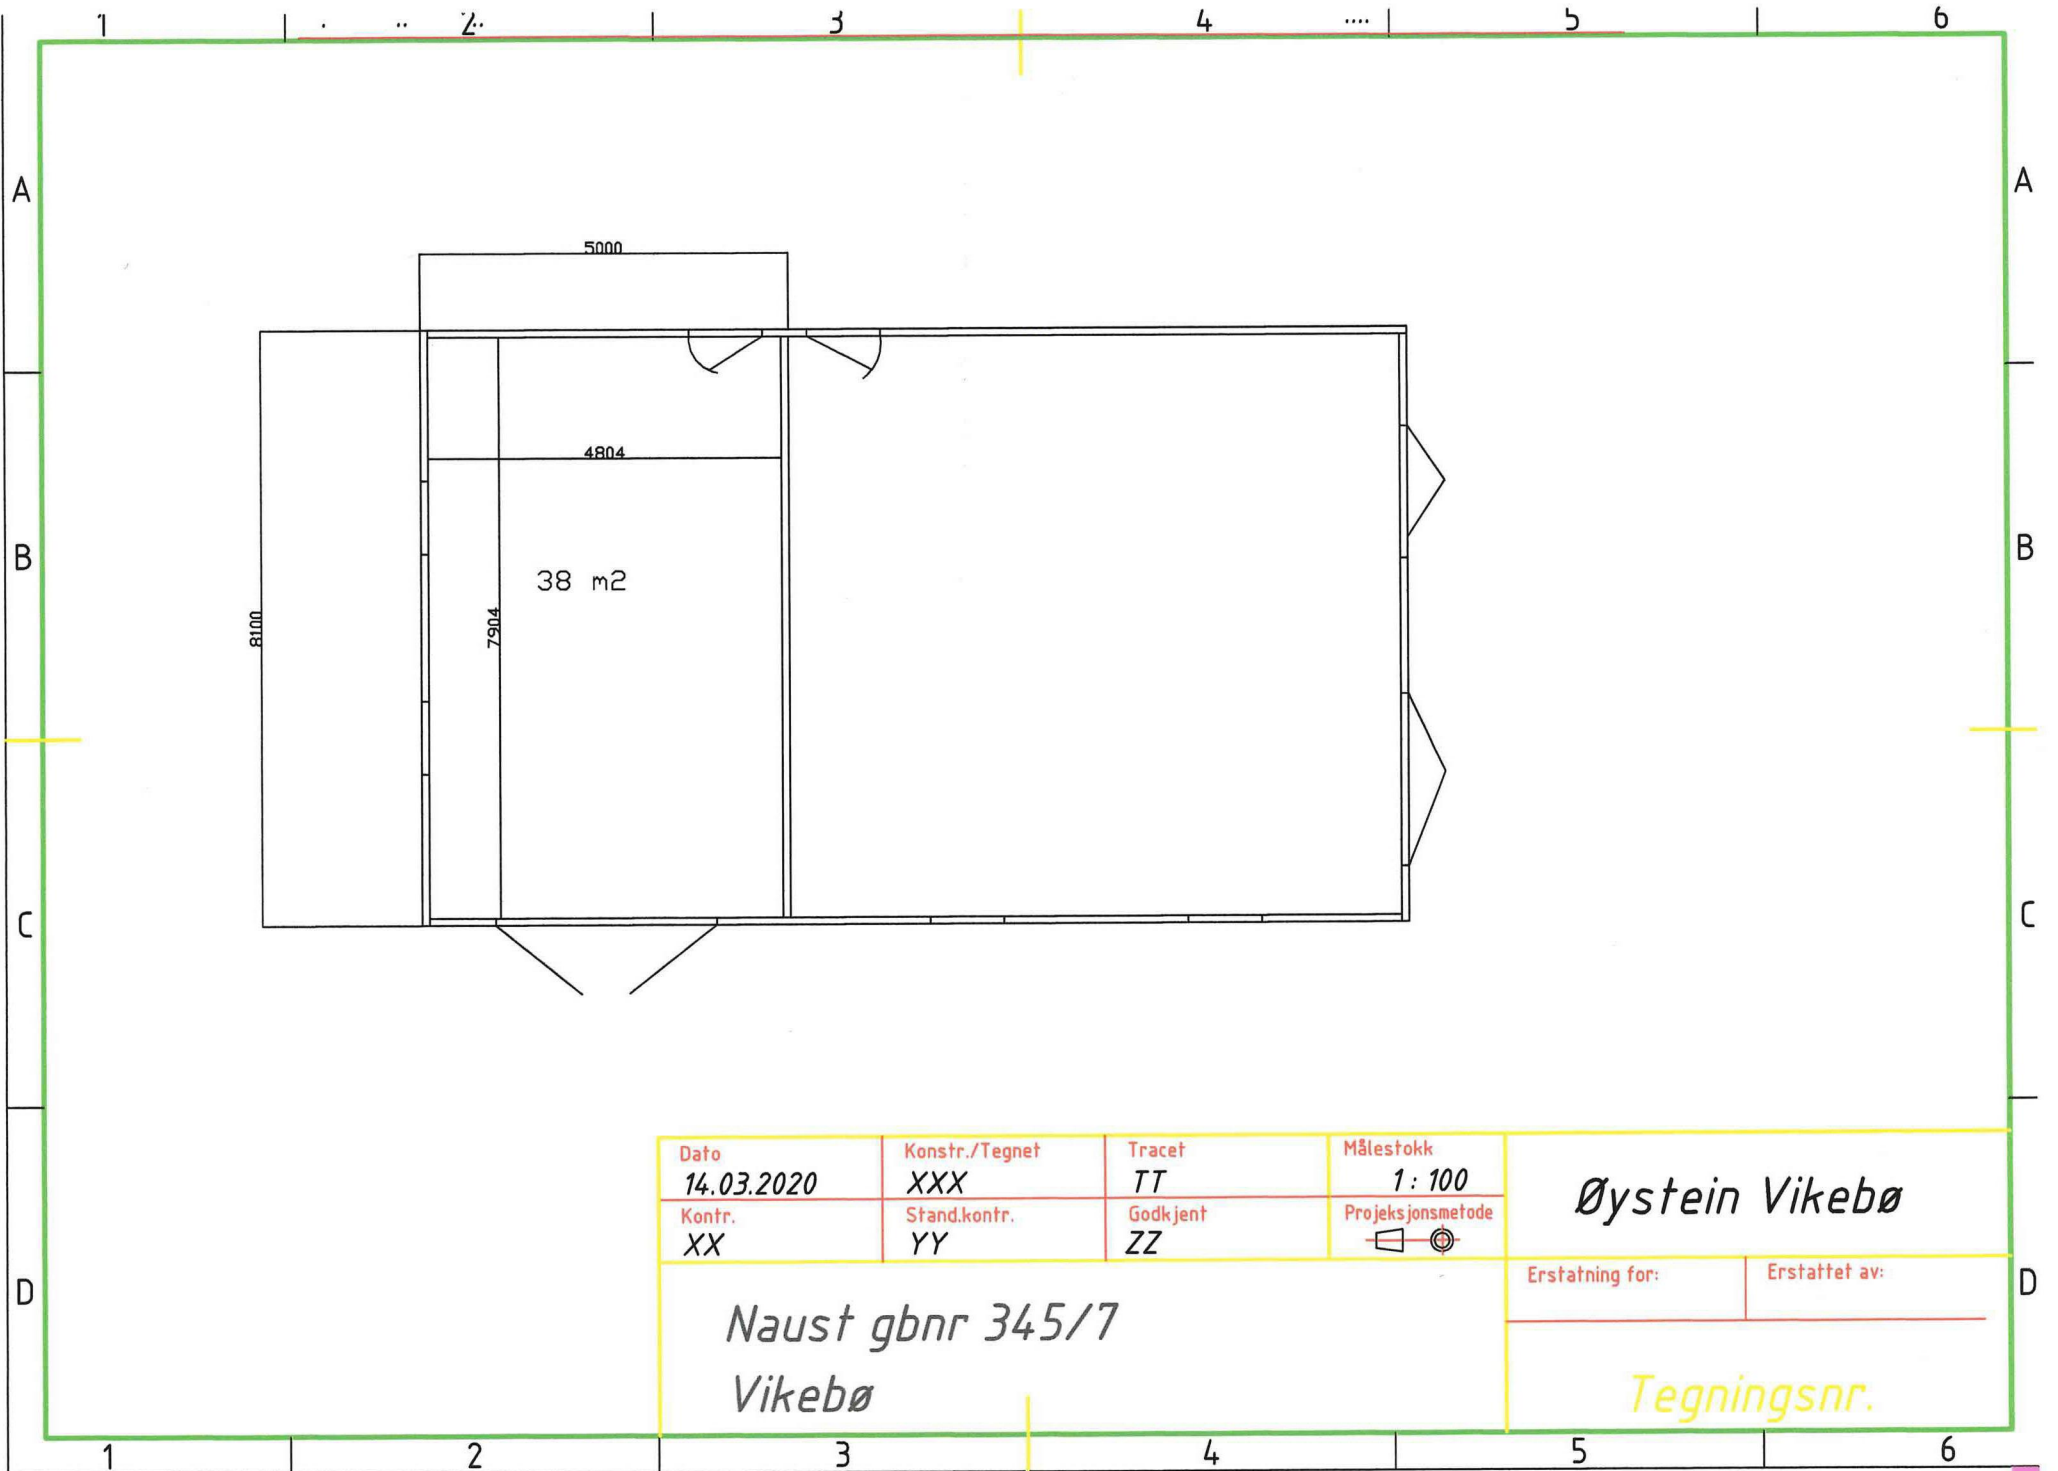 1 2 3 4 5 6
A A
5000
4804
B B
38 m2
8100
7904
C C
Dato Konstr./Tegnet Tracet Målestokk
14.03.2020 XXX TT 1 : 100
Øystein Vikebø
Kontr. Stand.kontr. Godkjent Projeksjonsmetode
XX YY ZZ
Erstatning for: Erstattet av:
D D
Naust gbnr 345/7
Vikebø
Tegningsnr.
1 2 3 4 5 6